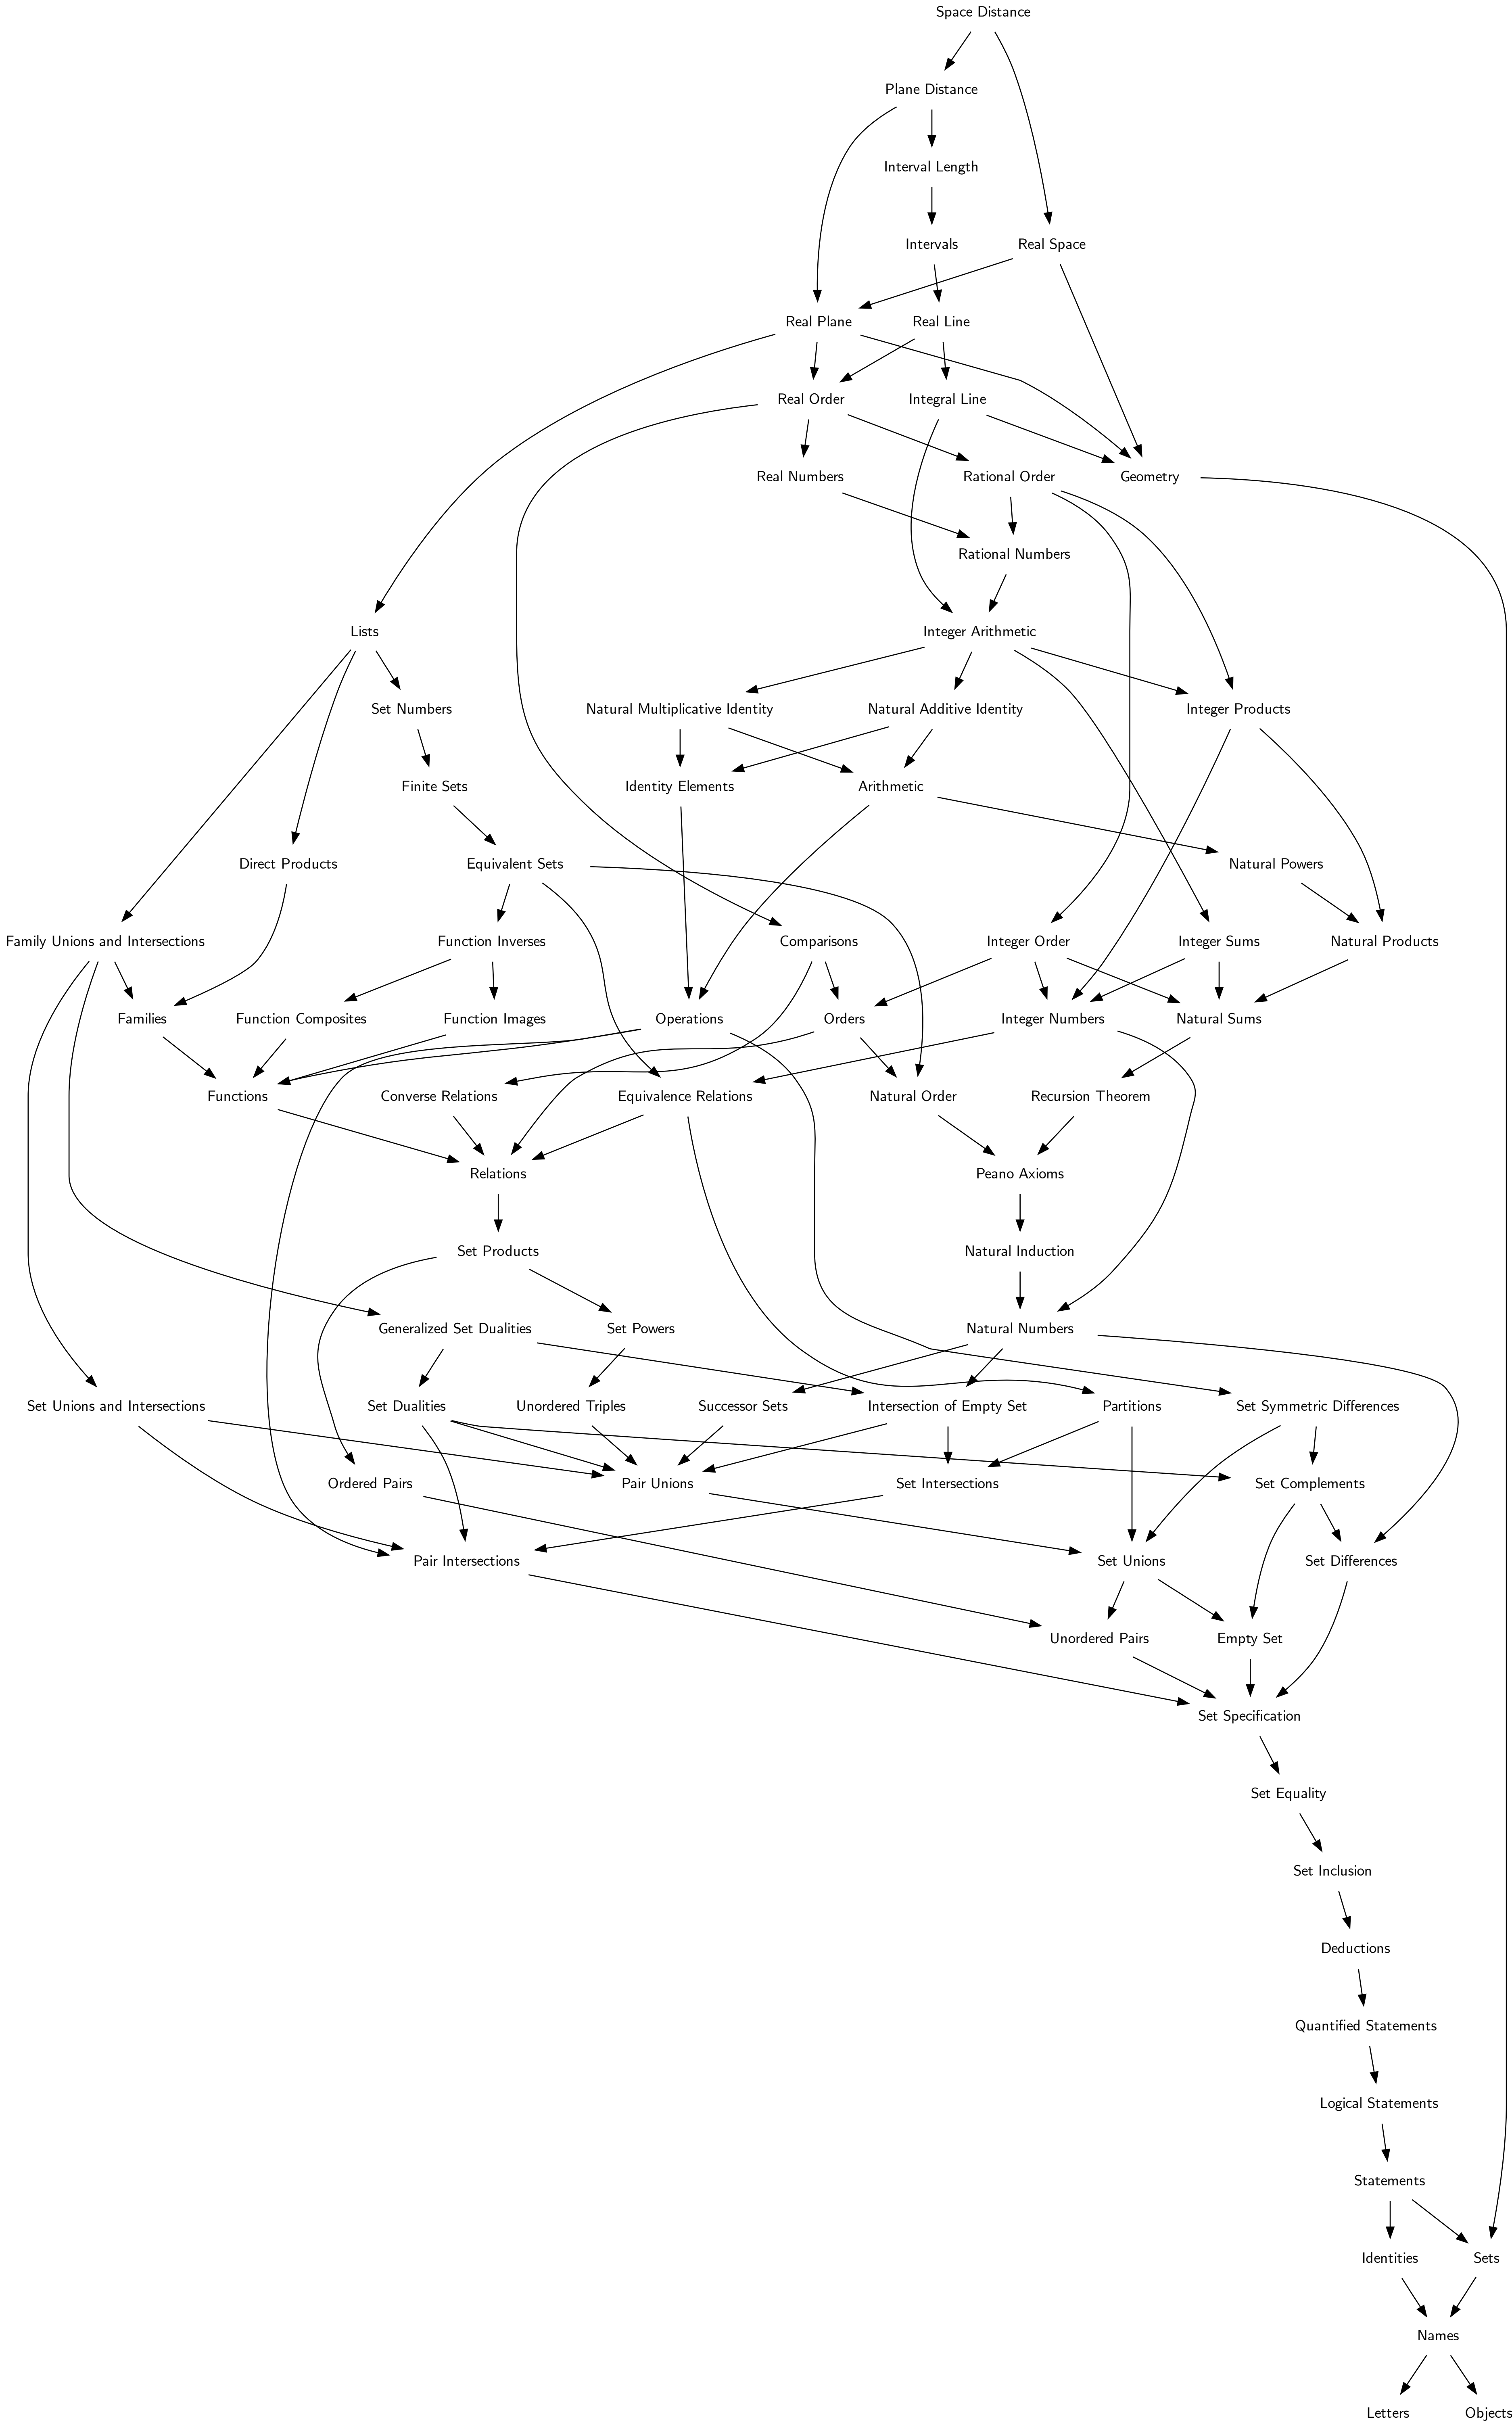 Space Distance
Plane Distance
Interval Length
Intervals
Real Space
Real Plane
Real Line
Real Order
Integral Line
Real Numbers
Rational Order
Geometry
Rational Numbers
Lists
Integer Arithmetic
Set Numbers
Natural Multiplicative Identity
Natural Additive Identity
Integer Products
Finite Sets
Identity Elements
Arithmetic
Direct Products
Equivalent Sets
Natural Powers
Family Unions and Intersections
Function Inverses
Comparisons
Integer Order
Integer Sums
Natural Products
Families
Function Composites
Function Images
Operations
Orders
Integer Numbers
Natural Sums
Functions
Converse Relations
Equivalence Relations
Natural Order
Recursion Theorem
Relations
Peano Axioms
Set Products
Natural Induction
Generalized Set Dualities
Set Powers
Natural Numbers
Set Unions and Intersections
Set Dualities
Unordered Triples
Successor Sets
Intersection of Empty Set
Partitions
Set Symmetric Differences
Ordered Pairs
Pair Unions
Set Intersections
Set Complements
Pair Intersections
Set Unions
Set Differences
Unordered Pairs
Empty Set
Set Specification
Set Equality
Set Inclusion
Deductions
Quantified Statements
Logical Statements
Statements
Identities
Sets
Names
Letters
Objects